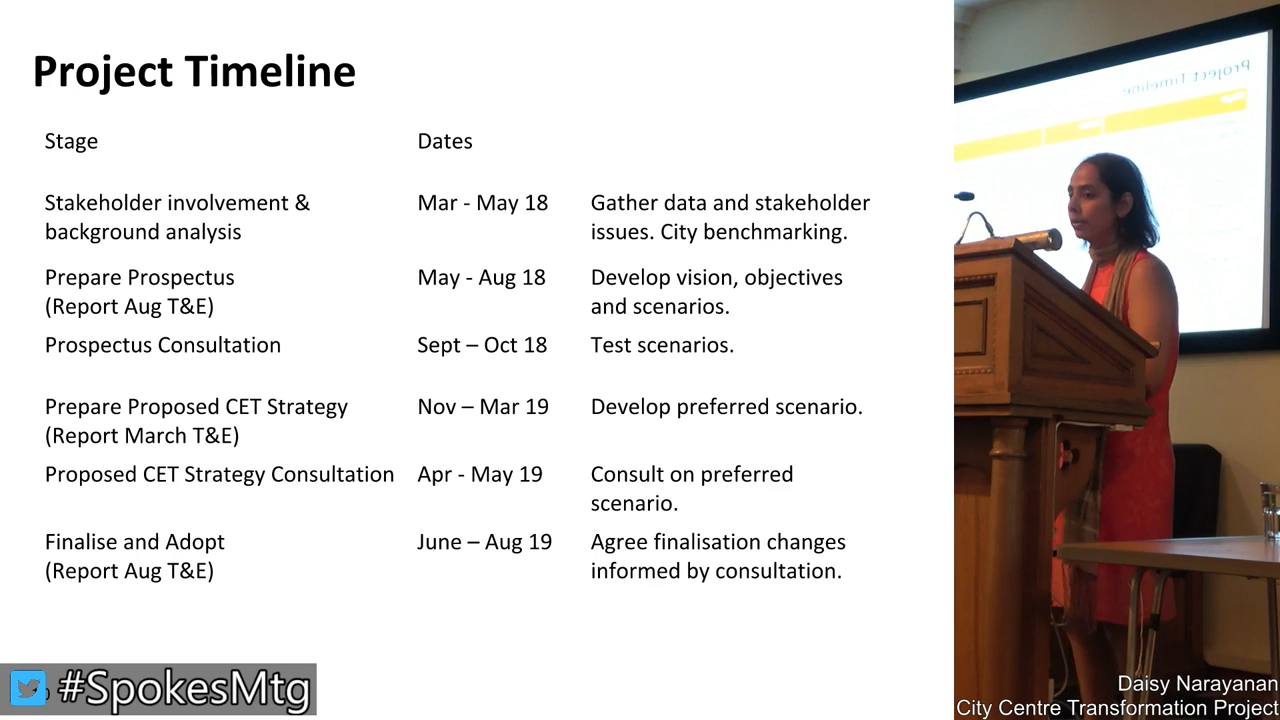 Project Timeline
Stage Dates
Stakeholder involvement & Mar - May 18 Gather data and stakeholder
background analysis issues. City benchmarking.
Prepare Prospectus May - Aug 18 Develop vision, objectives
(Report Aug T&E) and scenarios.
Prospectus Consultation Sept – Oct 18 Test scenarios.
Prepare Proposed CET Strategy Nov – Mar 19 Develop preferred scenario.
(Report March T&E)
Proposed CET Strategy Consultation Apr - May 19 Consult on preferred
scenario.
Finalise and Adopt June – Aug 19 Agree finalisation changes
(Report Aug T&E) informed by consultation.
#SpokesMtg
Project Timeline
Daisy Narayanan
City Centre Transformation Project